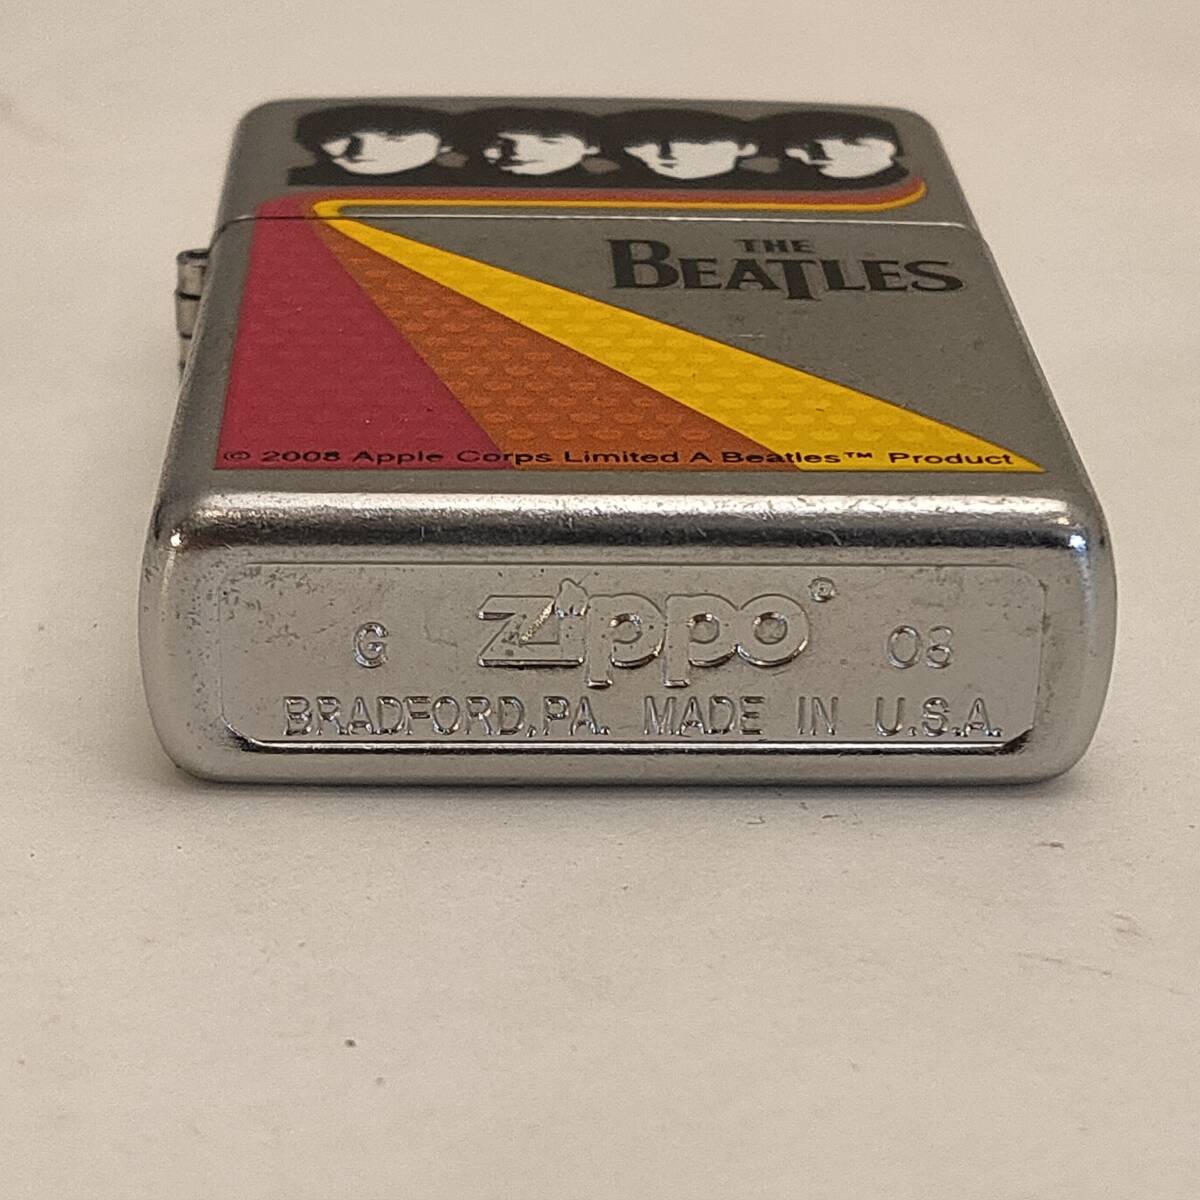 THE
BEATLES
© 2008 Apple Corps Limited A Beatles™ Product
G zippo® 08
BRADFORD, PA. MADE IN U.S.A.